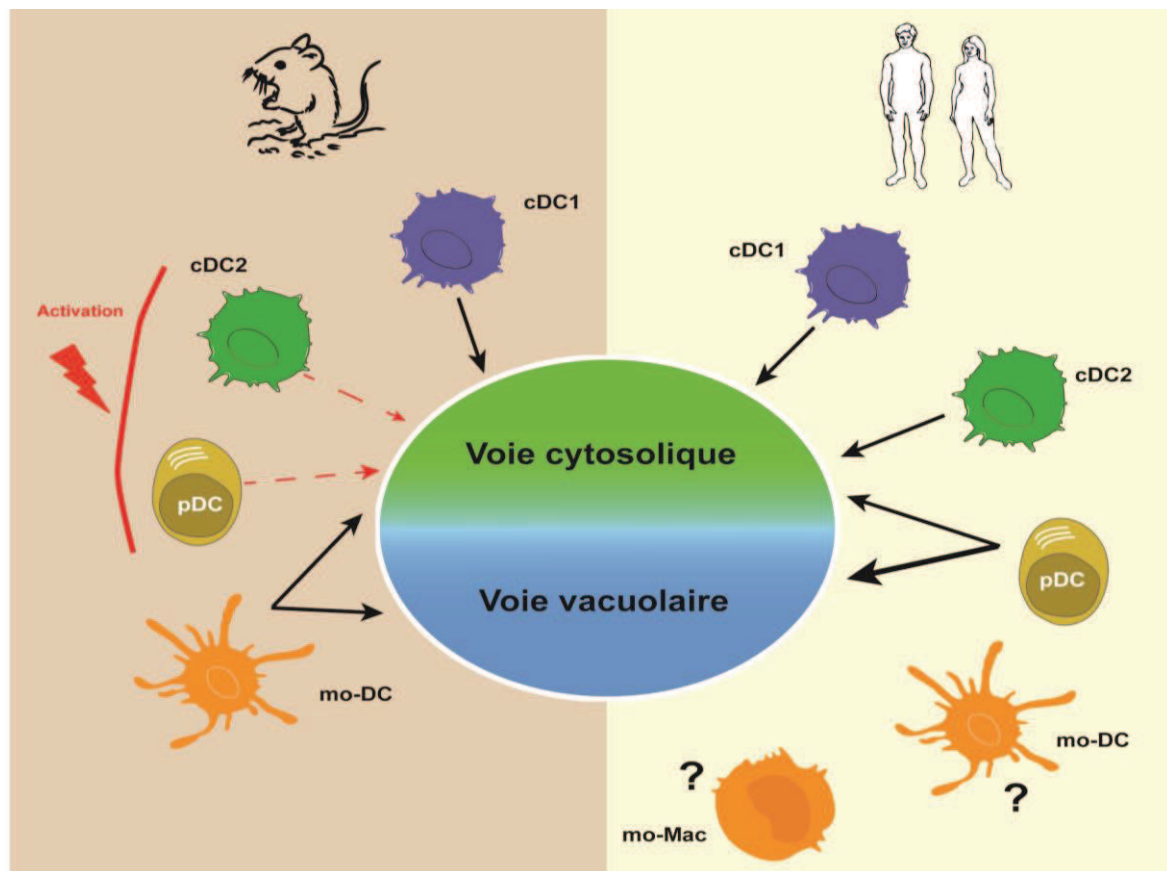 cDC1
cDC2
Activation
pDC
mo-DC
Voie cytosolique
Voie vacuolaire
cDC1
cDC2
pDC
mo-DC
?
?
mo-Mac